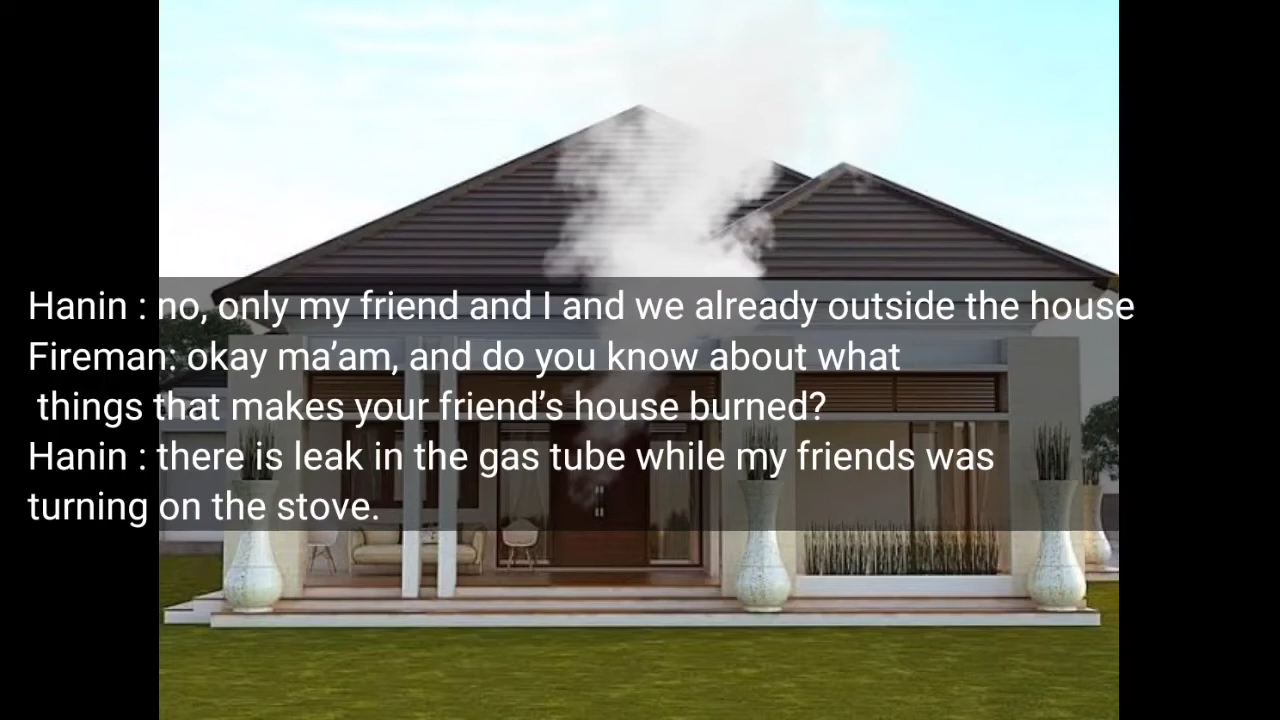 Hanin : no, only my friend and I and we already outside the house
Fireman: okay ma’am, and do you know about what
things that makes your friend’s house burned?
Hanin : there is leak in the gas tube while my friends was
turning on the stove.